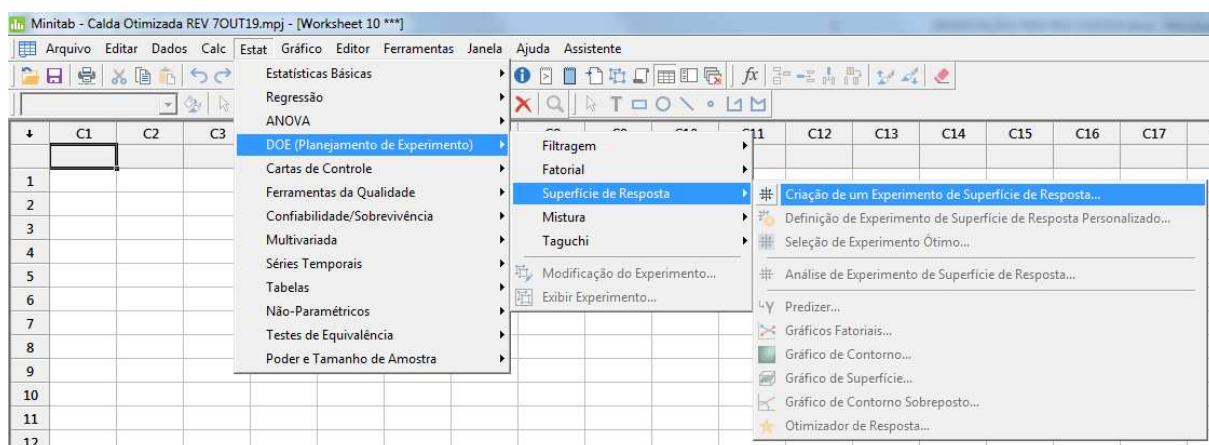 Minitab - Calda Otimizada REV 7OUT19.mpj - [Worksheet 10 ***]
Arquivo Editar Dados Calc Estat Gráfico Editor Ferramentas Janela Ajuda Assistente
Estatísticas Básicas
Regressão
ANOVA
DOE (Planejamento de Experimento)
Cartas de Controle
Ferramentas da Qualidade
Confiabilidade/Sobrevivência
Multivariada
Séries Temporais
Tabelas
Não-Paramétricos
Testes de Equivalência
Poder e Tamanho de Amostra
Filtragem
Fatorial
Superfície de Resposta
Mistura
Taguchi
Modificação do Experimento...
Exibir Experimento...
Criação de um Experimento de Superfície de Resposta...
Definição de Experimento de Superfície de Resposta Personalizado...
Seleção de Experimento Ótimo...
Análise de Experimento de Superfície de Resposta...
Predizer...
Gráficos Fatoriais...
Gráfico de Contorno...
Gráfico de Superfície...
Gráfico de Contorno Sobreposto...
Otimizador de Resposta...
C1 C2 C3 C12 C13 C14 C15 C16 C17
1
2
3
4
5
6
7
8
9
10
11
12